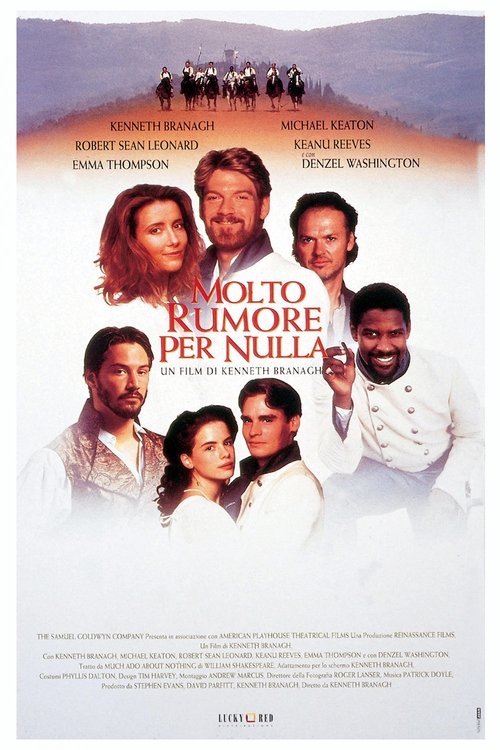 KENNETH BRANAGH MICHAEL KEATON
ROBERT SEAN LEONARD KEANU REEVES
EMMA THOMPSON E CON DENZEL WASHINGTON
MOLTO
RUMORE
PER NULLA
UN FILM DI KENNETH BRANAGH
THE SAMUEL GOLDWYN COMPANY Presenta in associazione con AMERICAN PLAYHOUSE THEATRICAL FILMS Una Produzione REINASSANCE FILMS.
Un Film di KENNETH BRANAGH.
Con KENNETH BRANAGH, MICHAEL KEATON, ROBERT SEAN LEONARD, KEANU REEVES, EMMA THOMPSON e con DENZEL WASHINGTON.
Tratto da MUCH ADO ABOUT NOTHING di WILLIAM SHAKESPEARE. Adattamento per lo schermo KENNETH BRANAGH.
Costumi PHYLLIS DALTON. Design TIM HARVEY. Montaggio ANDREW MARCUS. Direttore della Fotografia ROGER LANSER. Musica PATRICK DOYLE.
Prodotto da STEPHEN EVANS, DAVID PARFITT, KENNETH BRANAGH. Diretto da KENNETH BRANAGH
LUCKY RED
DISTRIBUZIONE